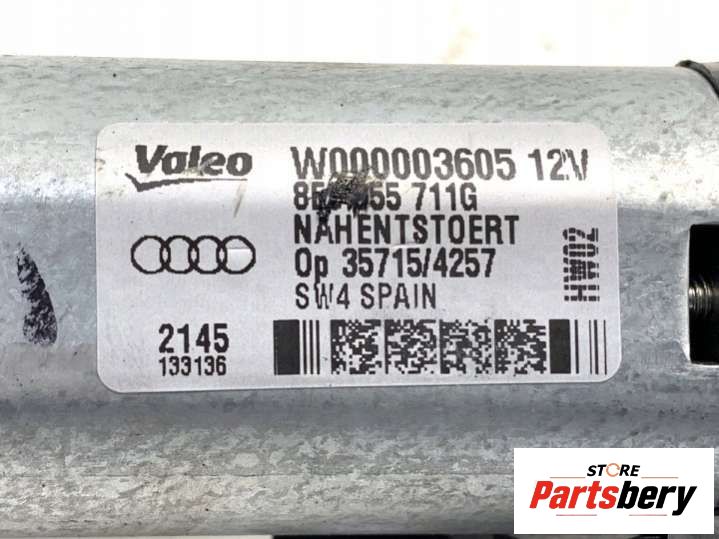 Valeo
W000003605 12V
711G
NAHENTSTOERT
Op 35715/4257
SW4 SPAIN
HW02
2145
133136
STORE
Partsbery